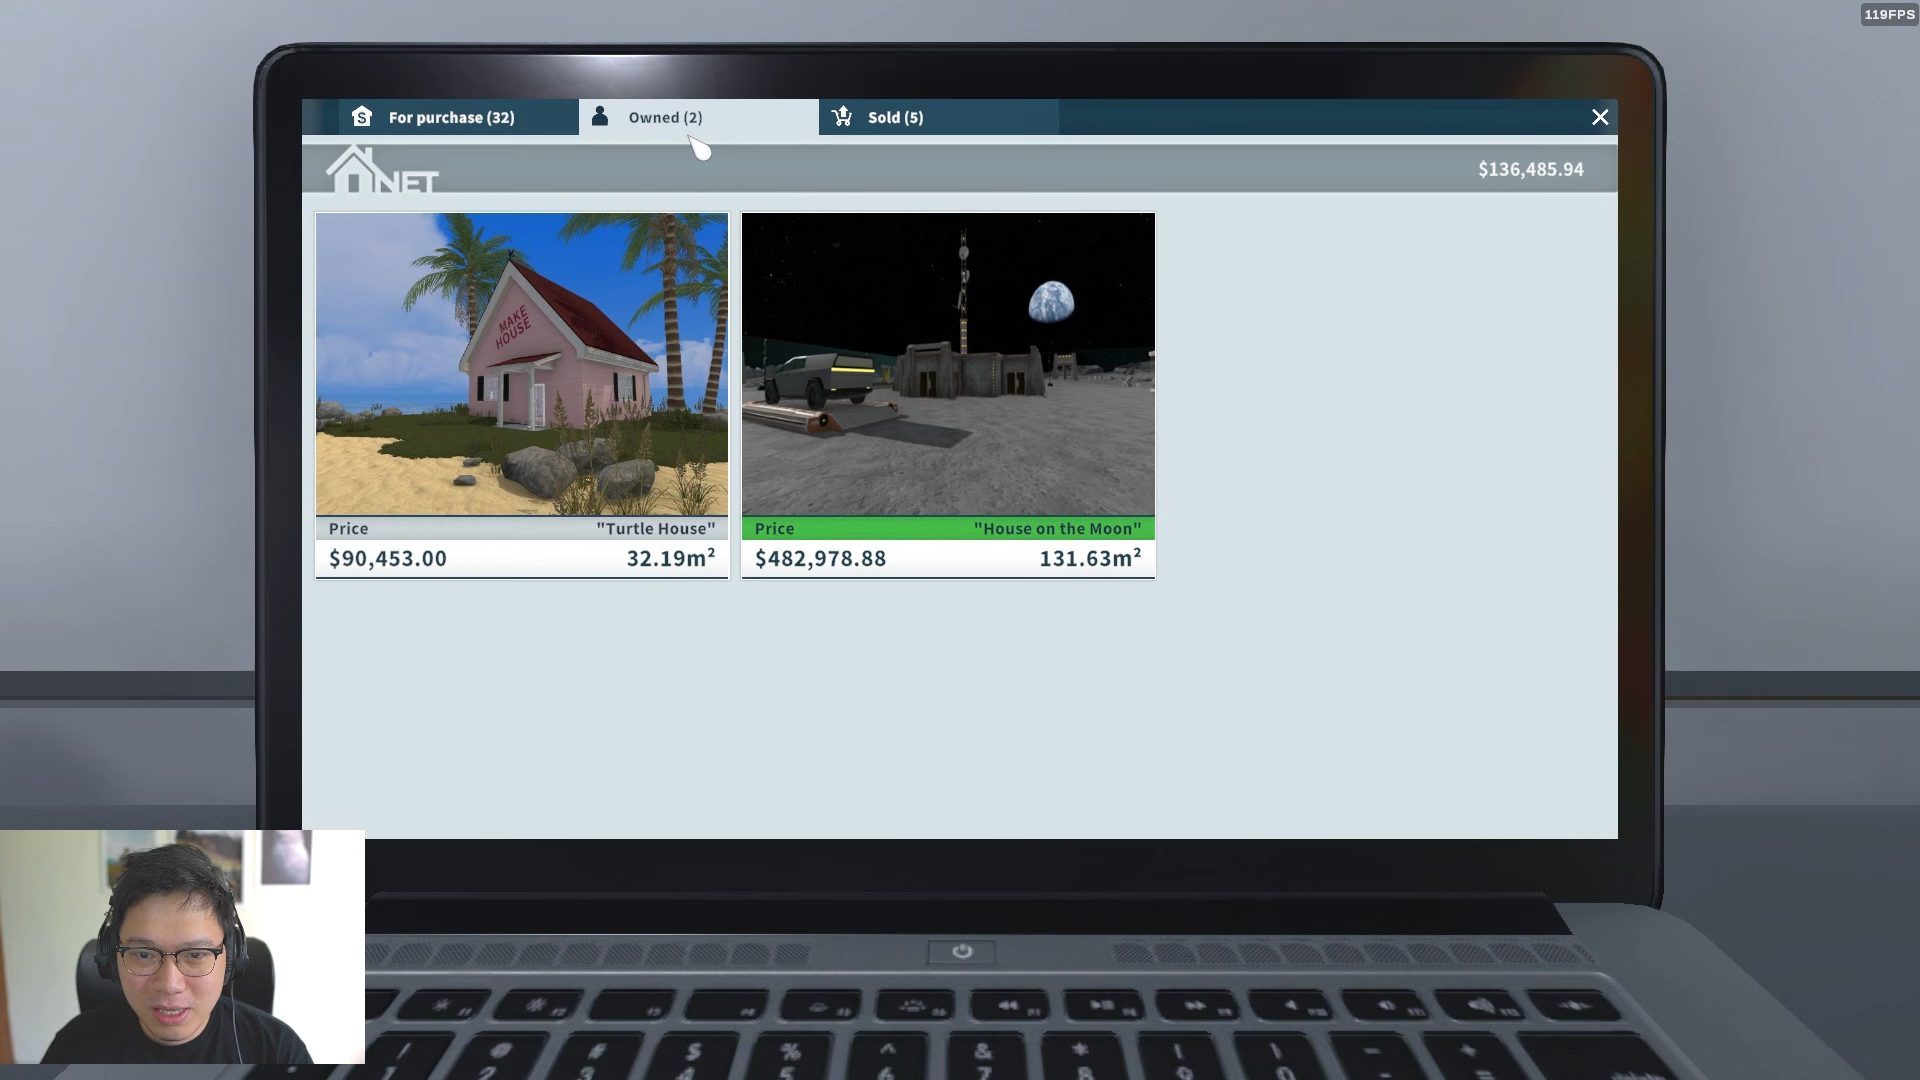 119FPS
For purchase (32)
Owned (2)
Sold (5)
NET
$136,485.94
MAKE
HOUSE
Price
"Turtle House"
$90,453.00
32.19m²
Price
"House on the Moon"
$482,978.88
131.63m²